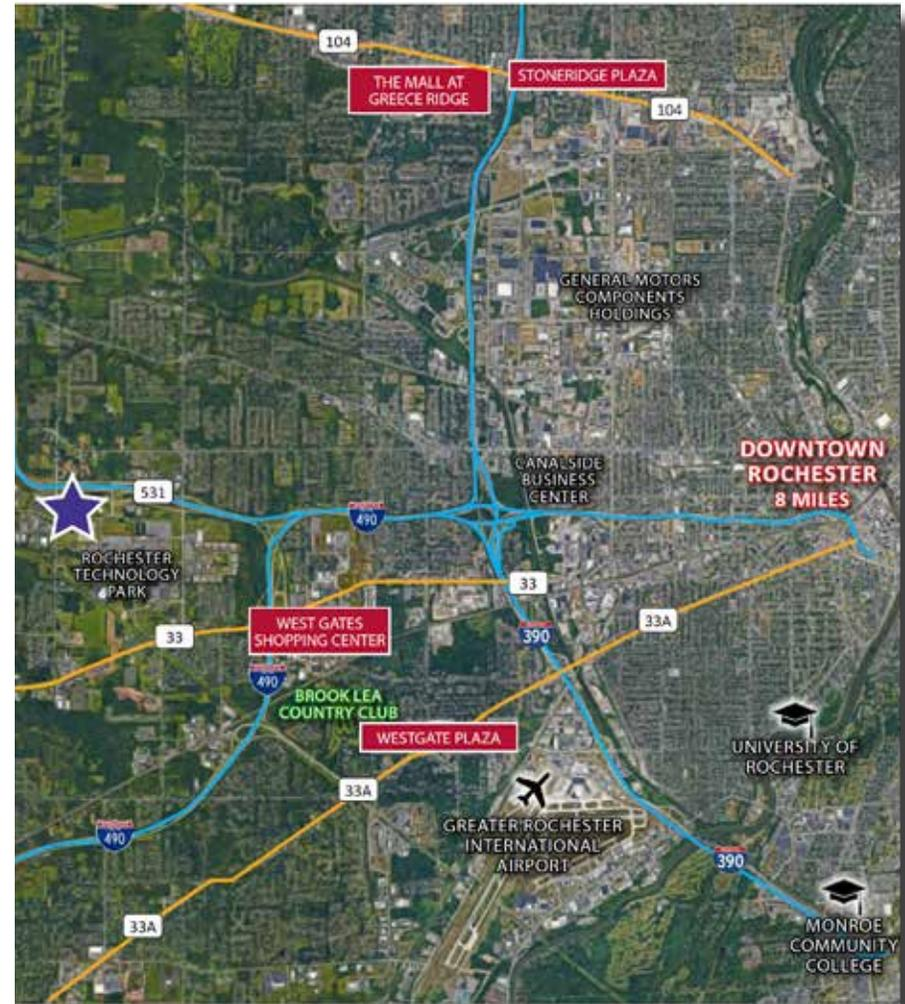 104
THE MALL AT
GREECE RIDGE
STONERIDGE PLAZA
104
GENERAL MOTORS
COMPONENTS
HOLDINGS
CANALSIDE
BUSINESS
CENTER
DOWNTOWN
ROCHESTER
8 MILES
531
490
ROCHESTER
TECHNOLOGY
PARK
33
33A
WEST GATES
SHOPPING CENTER
33
390
490
BROOK LEA
COUNTRY CLUB
WESTGATE PLAZA
UNIVERSITY OF
ROCHESTER
33A
GREATER ROCHESTER
INTERNATIONAL
AIRPORT
490
390
33A
MONROE
COMMUNITY
COLLEGE